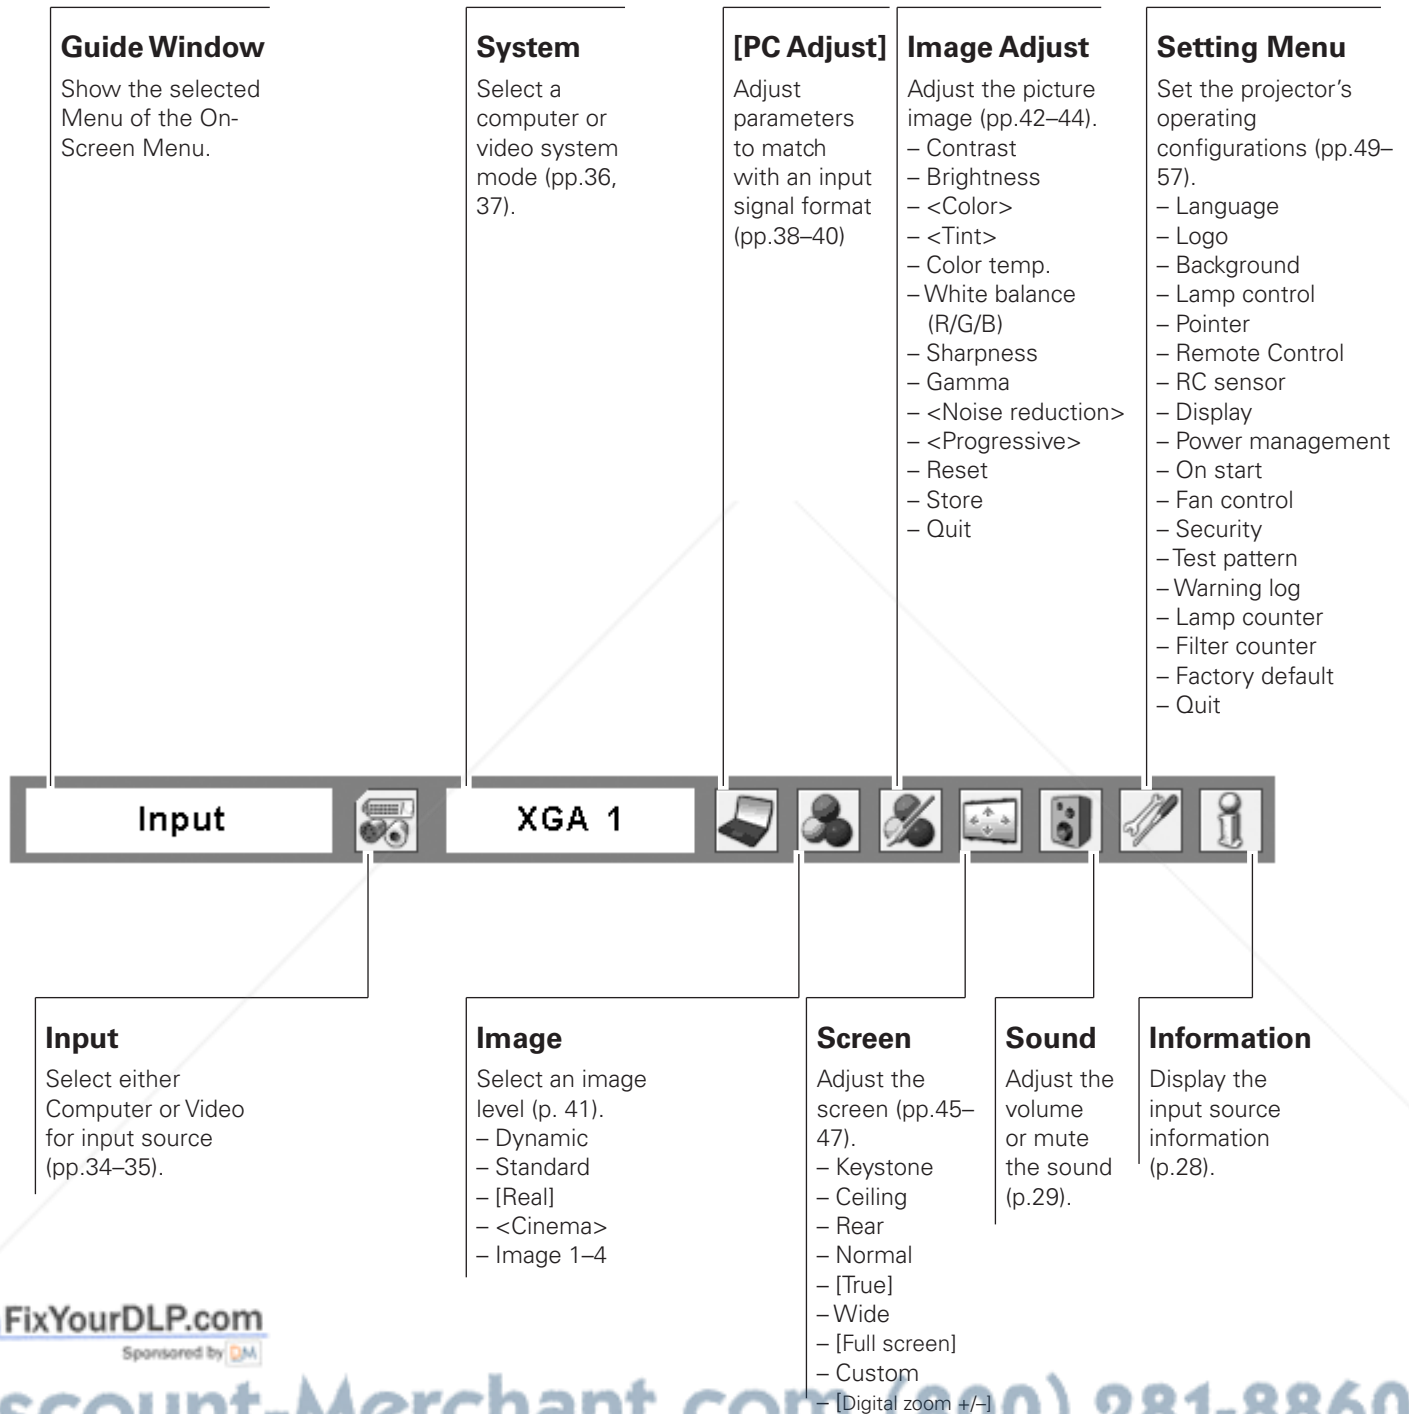 Guide Window
Show the selected
Menu of the On-
Screen Menu.
System
Select a
computer or
video system
mode (pp.36,
37).
[PC Adjust]
Adjust
parameters
to match
with an input
signal format
(pp.38–40)
Image Adjust
Adjust the picture
image (pp.42–44).
– Contrast
– Brightness
– <Color>
– <Tint>
– Color temp.
– White balance
(R/G/B)
– Sharpness
– Gamma
– <Noise reduction>
– <Progressive>
– Reset
– Store
– Quit
Setting Menu
Set the projector's
operating
configurations (pp.49–
57).
– Language
– Logo
– Background
– Lamp control
– Pointer
– Remote Control
– RC sensor
– Display
– Power management
– On start
– Fan control
– Security
– Test pattern
– Warning log
– Lamp counter
– Filter counter
– Factory default
– Quit
Input
XGA 1
Input
Select either
Computer or Video
for input source
(pp.34–35).
Image
Select an image
level (p. 41).
– Dynamic
– Standard
– [Real]
– <Cinema>
– Image 1–4
Screen
Adjust the
screen (pp.45–
47).
– Keystone
– Ceiling
– Rear
– Normal
– [True]
– Wide
– [Full screen]
– Custom
– [Digital zoom +/–]
Sound
Adjust the
volume
or mute
the sound
(p.29).
Information
Display the
input source
information
(p.28).
FixYourDLP.com
Sponsored by DM
scount-Merchant.com (800) 281-8860